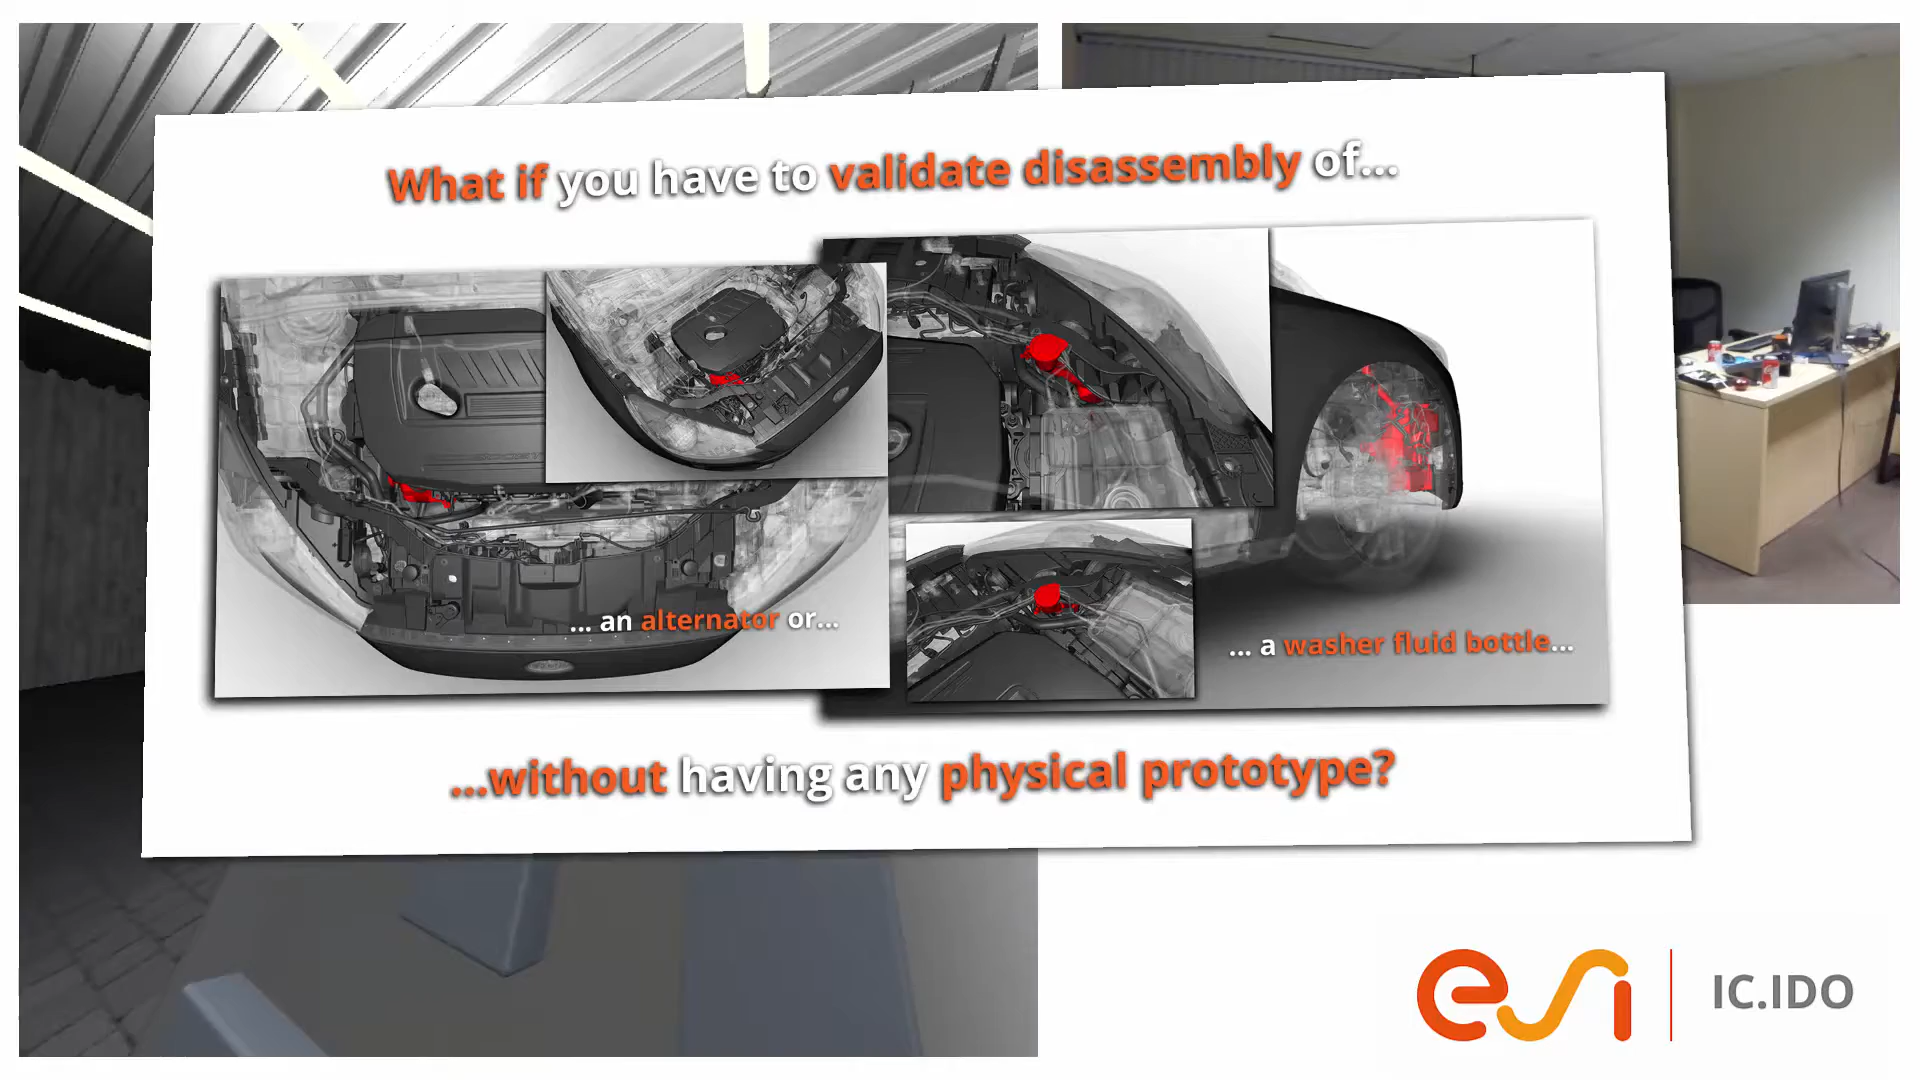 What if you have to validate disassembly of...
... an alternator or...
... a washer fluid bottle...
...without having any physical prototype?
esi
IC.IDO